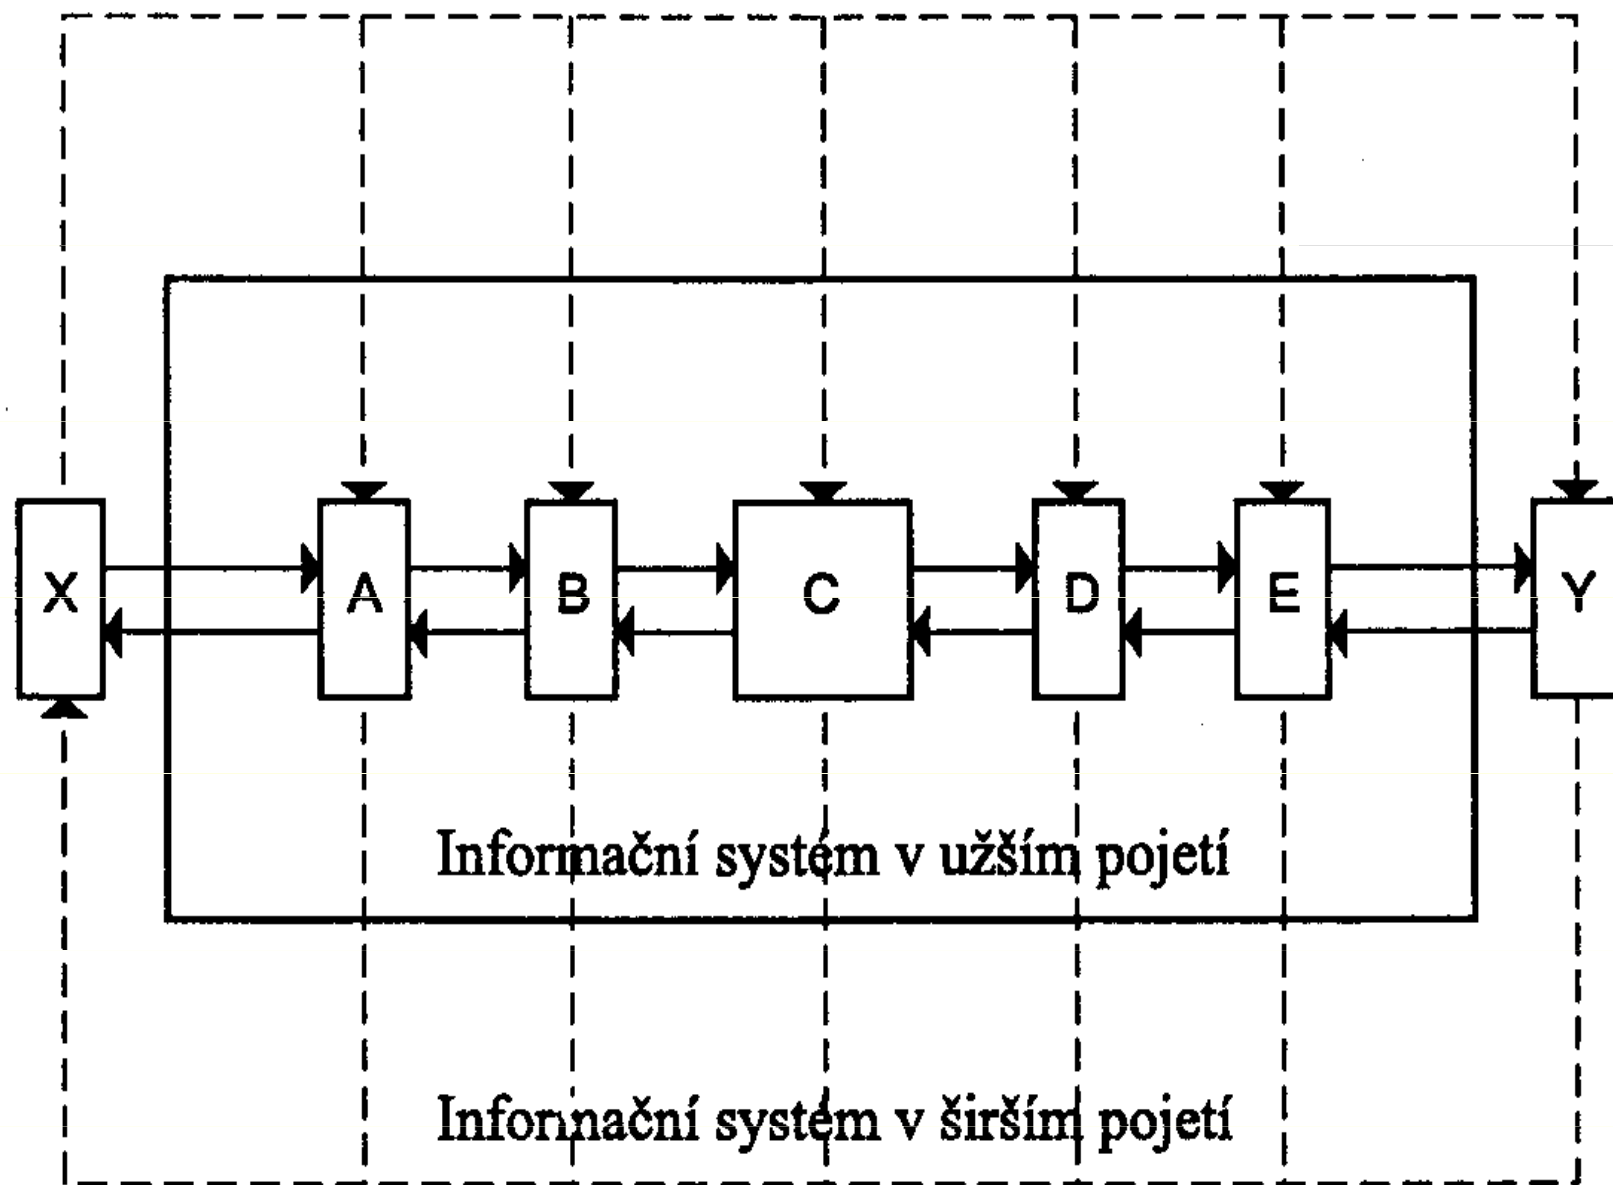 X A B C D E Y
Informační systém v užším pojetí
Informační systém v širším pojetí